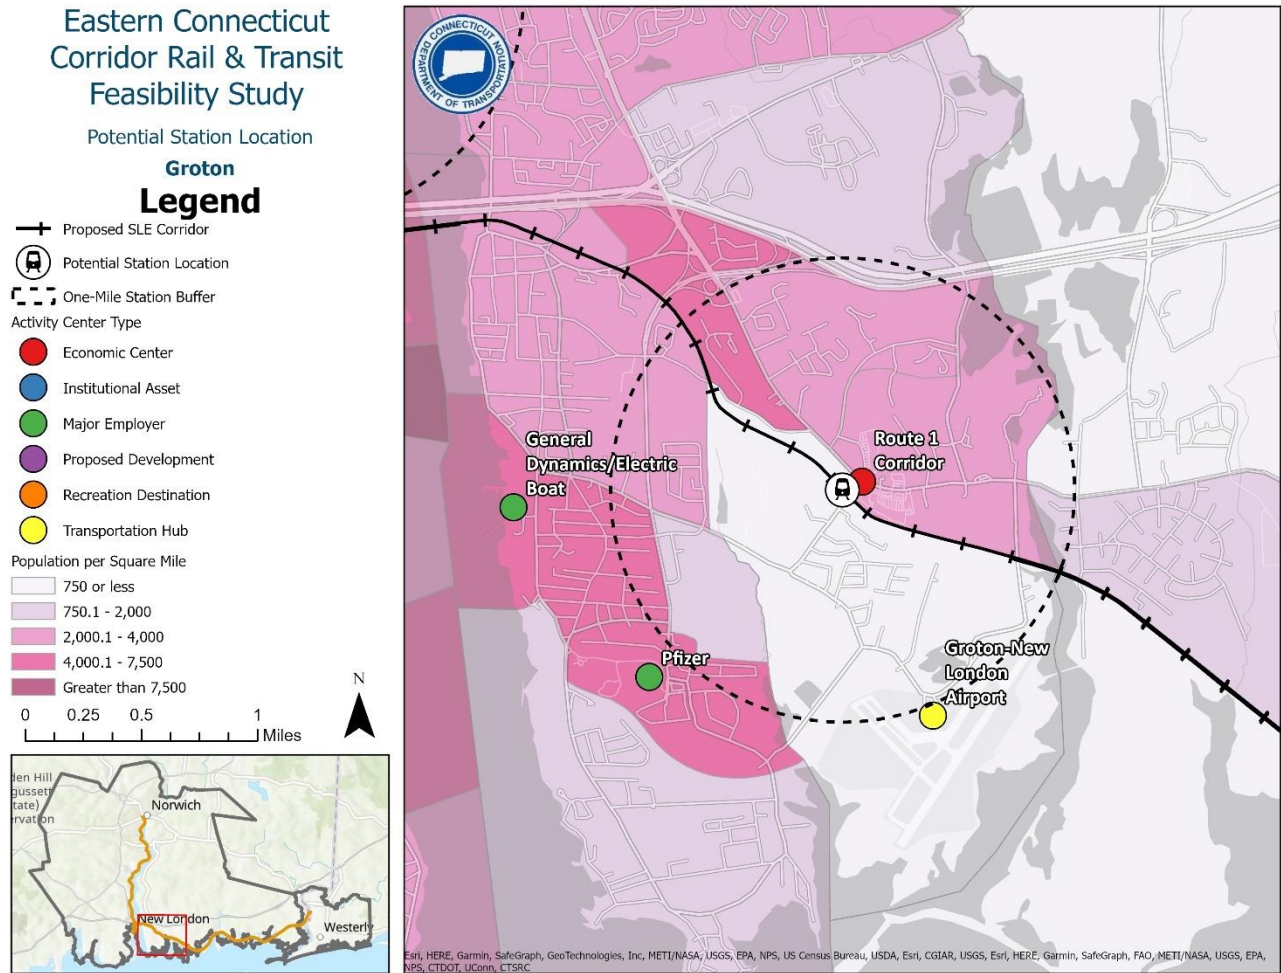 Eastern Connecticut
Corridor Rail & Transit
Feasibility Study
Potential Station Location
Groton
Legend
Proposed SLE Corridor
Potential Station Location
One-Mile Station Buffer
Activity Center Type
Economic Center
Institutional Asset
Major Employer
Proposed Development
Recreation Destination
Transportation Hub
Population per Square Mile
750 or less
750.1 - 2,000
2,000.1 - 4,000
4,000.1 - 7,500
Greater than 7,500
N
0 0.25 0.5 1
Miles
den Hill
gussett
tate)
ervation
Norwich
New London
Westerly
CONNECTICUT
DEPARTMENT OF TRANSPORTATION
General
Dynamics/Electric
Boat
Route 1
Corridor
Pfizer
Groton-New
London
Airport
Esri, HERE, Garmin, SafeGraph, GeoTechnologies, Inc, METI/NASA, USGS, EPA, NPS, US Census Bureau, USDA, Esri, CGIAR, USGS, Esri, HERE, Garmin, SafeGraph, FAO, METI/NASA, USGS, EPA,
NPS, CTDOT, UConn, CTSRC